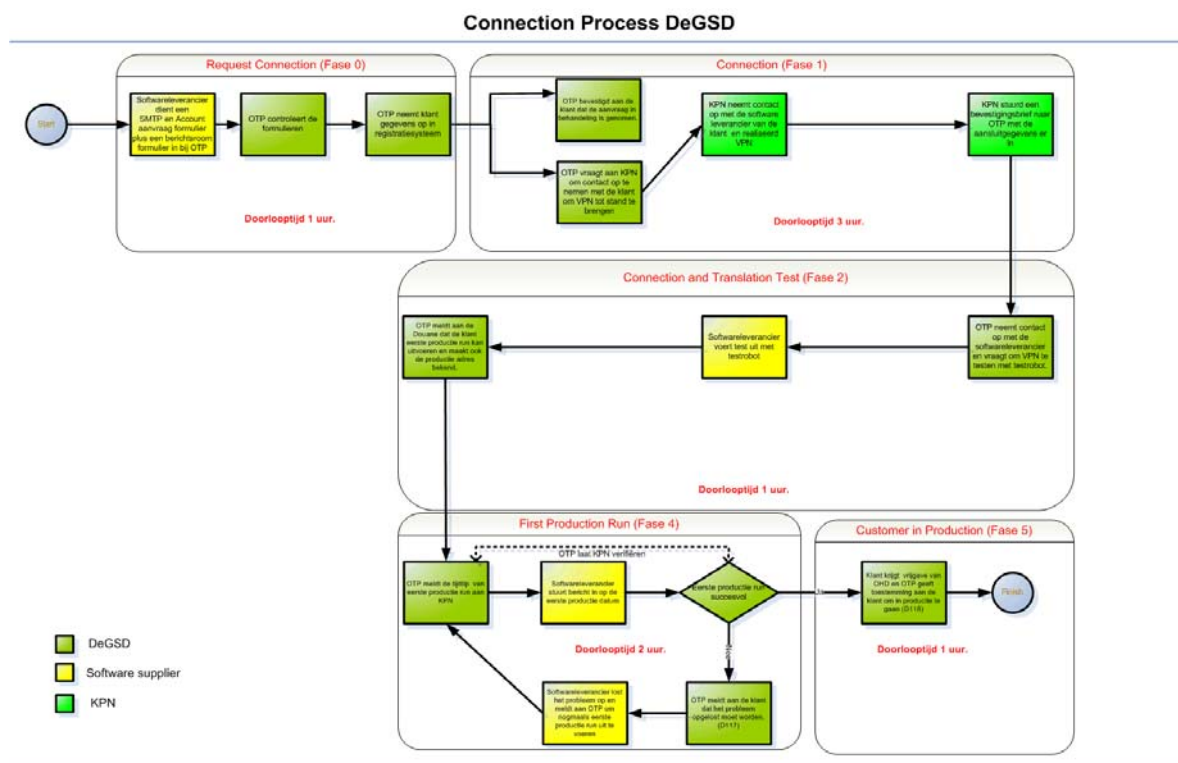 Connection Process DeGSD
Request Connection (Fase 0)
Start
Softwareleverancier
dient een
SMTP en Account
aanvraag formulier
plus een berichtsroom
formulier in bij OTP
OTP controleert de
formulieren
OTP neemt klant
gegevens op in
registratiesysteem
Doorlooptijd 1 uur.
Connection (Fase 1)
OTP bevestigd aan de
klant dat de aanvraag in
behandeling is genomen.
OTP vraagt aan KPN
om contact op te
nemen met de klant
om VPN tot stand te
brengen
KPN neemt contact
op met de software
leverancier van de
klant en realiseerd
VPN
KPN stuurd een
bevestigingsbrief naar
OTP met de
aansluitgegevens er
in
Doorlooptijd 3 uur.
Connection and Translation Test (Fase 2)
OTP meldt aan de
Douane dat de klant
eerste productie run kan
uitvoeren en maakt ook
de productie adres
bekend.
Softwareleverancier
voert test uit met
testrobot
OTP neemt contact
op met de
softwareleverancier
en vraagt om VPN te
testen met testrobot.
Doorlooptijd 1 uur.
First Production Run (Fase 4)
OTP laat KPN verifiëren
OTP meldt de tijdtip van
eerste productie run aan
KPN
Softwareleverancier
stuurt bericht in op de
eerste productie datum
Eerste productie run
succesvol
Ja
Nee
Doorlooptijd 2 uur.
Softwareleverancier lost
het probleem op en
meldt aan OTP om
nogmaals eerste
productie run uit te
voeren
OTP meldt aan de klant
dat het probleem
opgelost moet worden.
(D117)
Customer in Production (Fase 5)
Klant krijgt vrijgave van
DHD en OTP geeft
toestemming aan de
klant om in productie te
gaan (D118)
Finish
Doorlooptijd 1 uur.
DeGSD
Software supplier
KPN